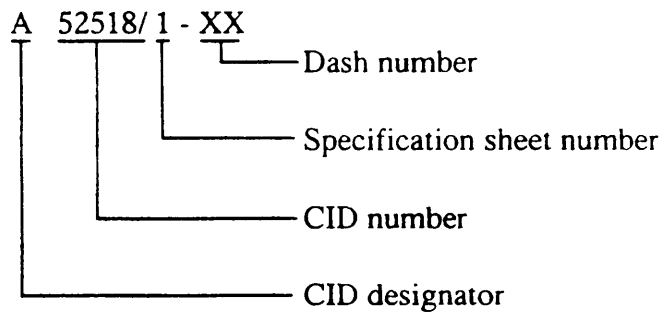 A 52518/ 1 - XX
Dash number
Specification sheet number
CID number
CID designator